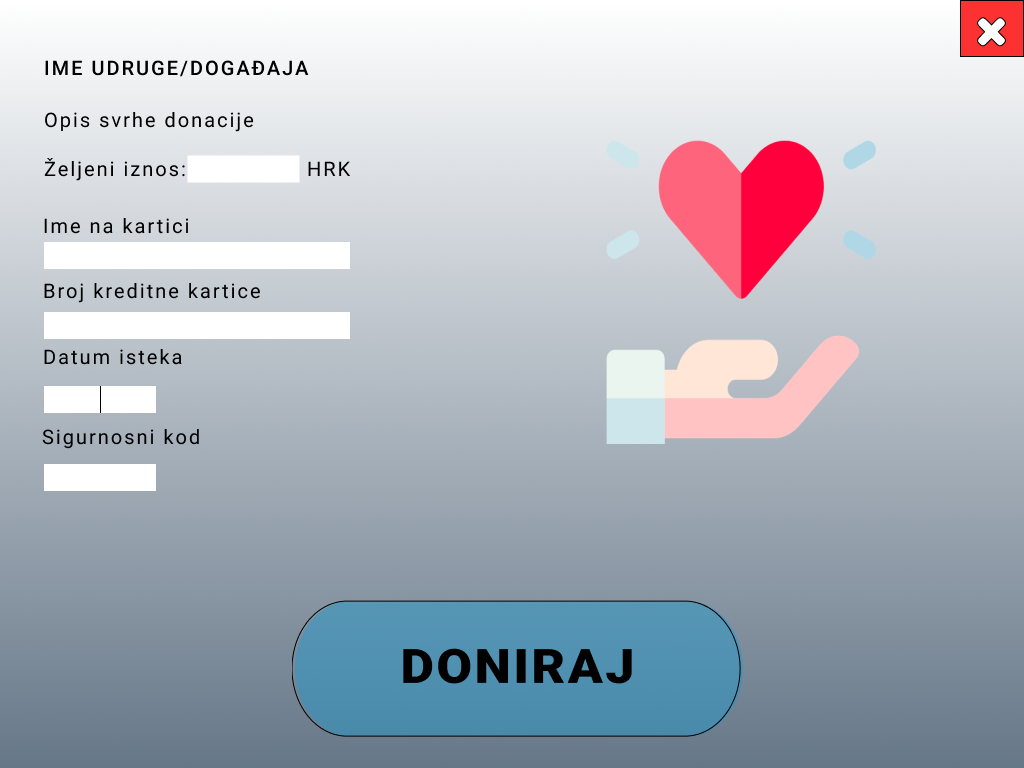 IME UDRUGE/DOGAĐAJA
Opis svrhe donacije
Željeni iznos: HRK
Ime na kartici
Broj kreditne kartice
Datum isteka
Sigurnosni kod
DONIRAJ